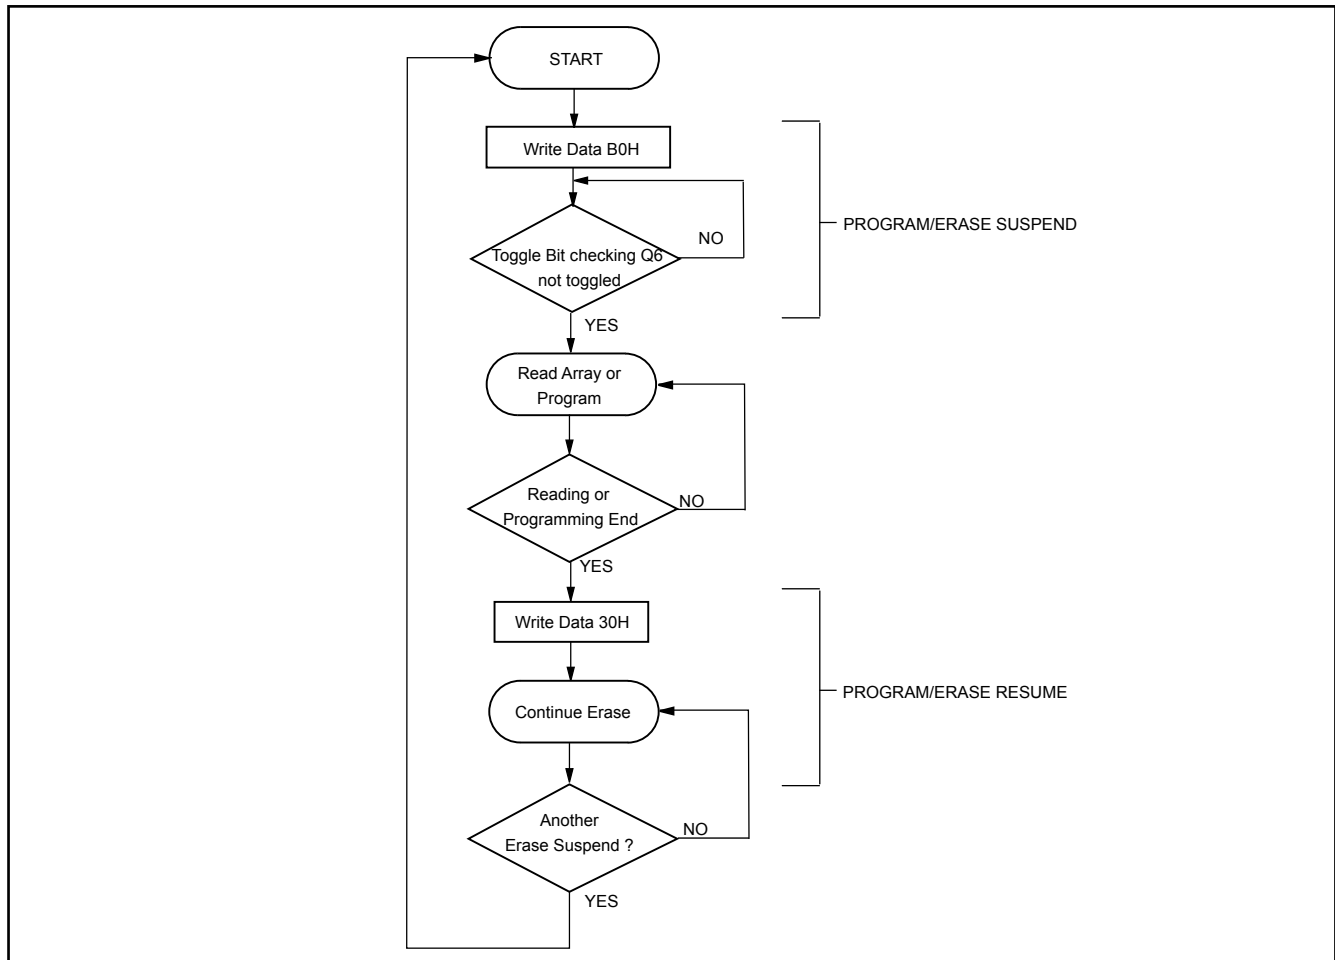 START
Write Data B0H
NO
PROGRAM/ERASE SUSPEND
Toggle Bit checking Q6
not toggled
YES
Read Array or
Program
Reading or
Programming End
NO
YES
Write Data 30H
PROGRAM/ERASE RESUME
Continue Erase
Another
Erase Suspend ?
NO
YES